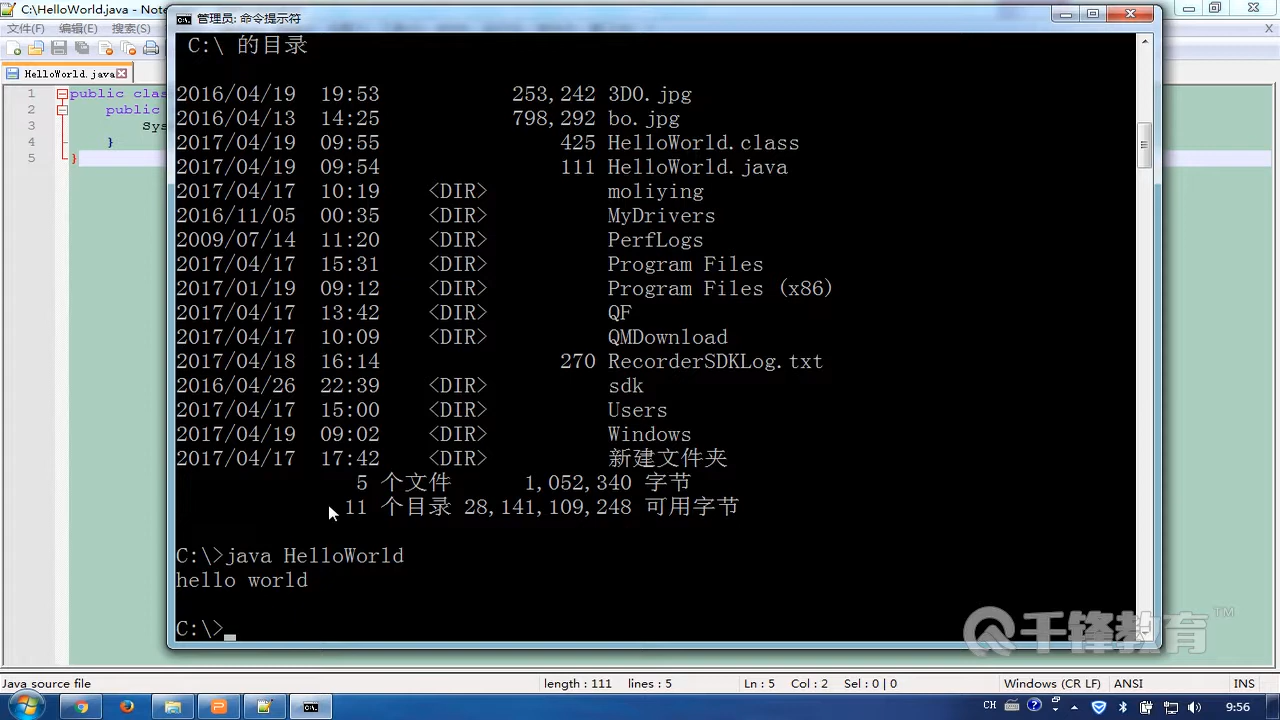 C:\HelloWorld.java - Note
管理员: 命令提示符
文件(F) 编辑(E) 搜索(S)
X
HelloWorld.java
1 public clas
2 public
3 Sys
4 }
5 }
C:\ 的目录
2016/04/19 19:53 253,242 3D0.jpg
2016/04/13 14:25 798,292 bo.jpg
2017/04/19 09:55 425 HelloWorld.class
2017/04/19 09:54 111 HelloWorld.java
2017/04/17 10:19 <DIR> moliying
2016/11/05 00:35 <DIR> MyDrivers
2009/07/14 11:20 <DIR> PerfLogs
2017/04/17 15:31 <DIR> Program Files
2017/01/19 09:12 <DIR> Program Files (x86)
2017/04/17 13:42 <DIR> QF
2017/04/17 10:09 <DIR> QMDownload
2017/04/18 16:14 270 RecorderSDKLog.txt
2016/04/26 22:39 <DIR> sdk
2017/04/17 15:00 <DIR> Users
2017/04/19 09:02 <DIR> Windows
2017/04/17 17:42 <DIR> 新建文件夹
5 个文件 1,052,340 字节
11 个目录 28,141,109,248 可用字节
C:\>java HelloWorld
hello world
C:\>
千锋教育™
Java source file length : 111 lines : 5 Ln : 5 Col : 2 Sel : 0 | 0 Windows (CR LF) ANSI INS
CH 9:56